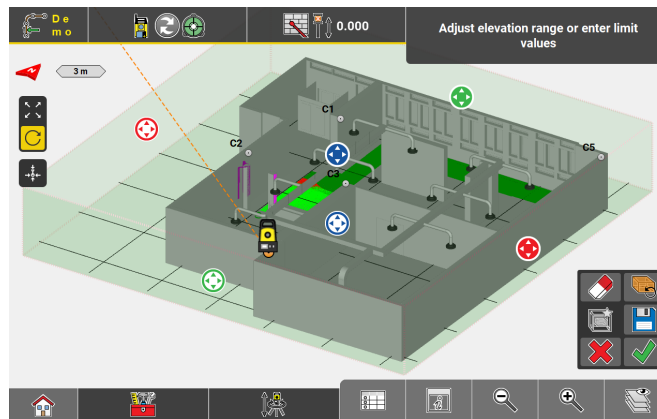 De
mo
0.000
Adjust elevation range or enter limit
values
3 m
C1
C2
C3
C5